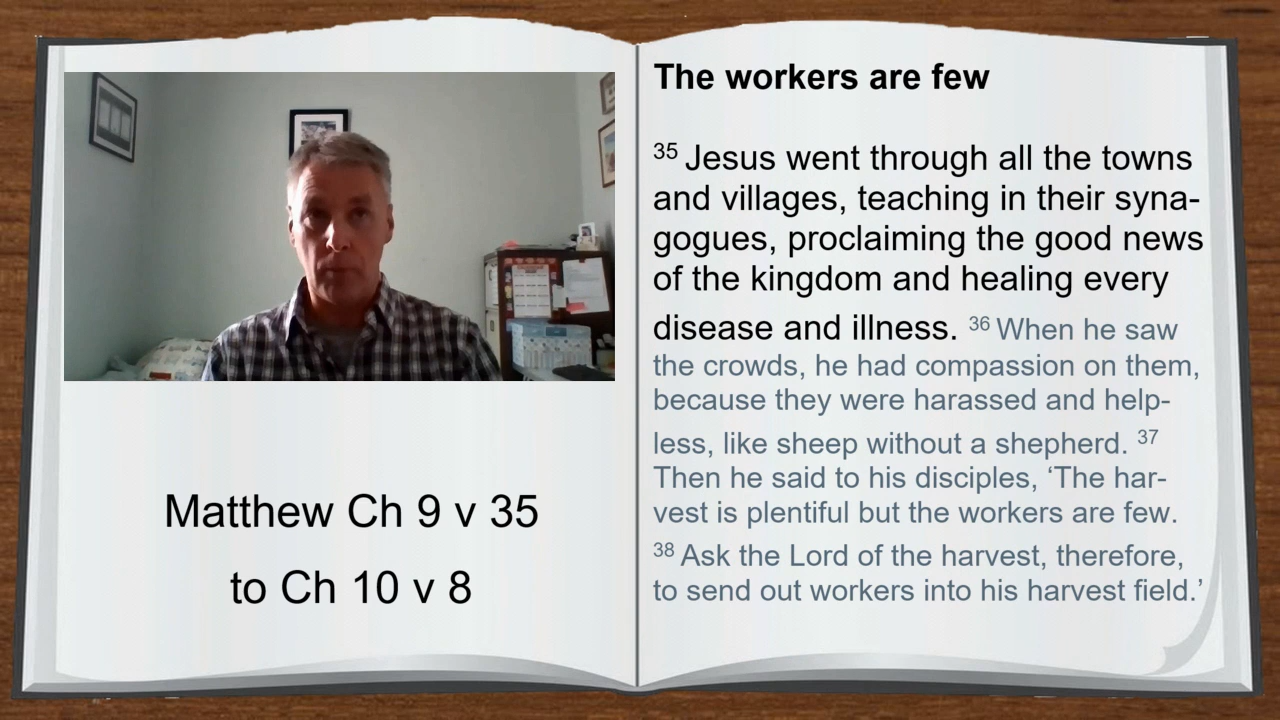 Matthew Ch 9 v 35
to Ch 10 v 8
The workers are few
35 Jesus went through all the towns
and villages, teaching in their syna-
gogues, proclaiming the good news
of the kingdom and healing every
disease and illness. 36 When he saw
the crowds, he had compassion on them,
because they were harassed and help-
less, like sheep without a shepherd. 37
Then he said to his disciples, ‘The har-
vest is plentiful but the workers are few.
38 Ask the Lord of the harvest, therefore,
to send out workers into his harvest field.’